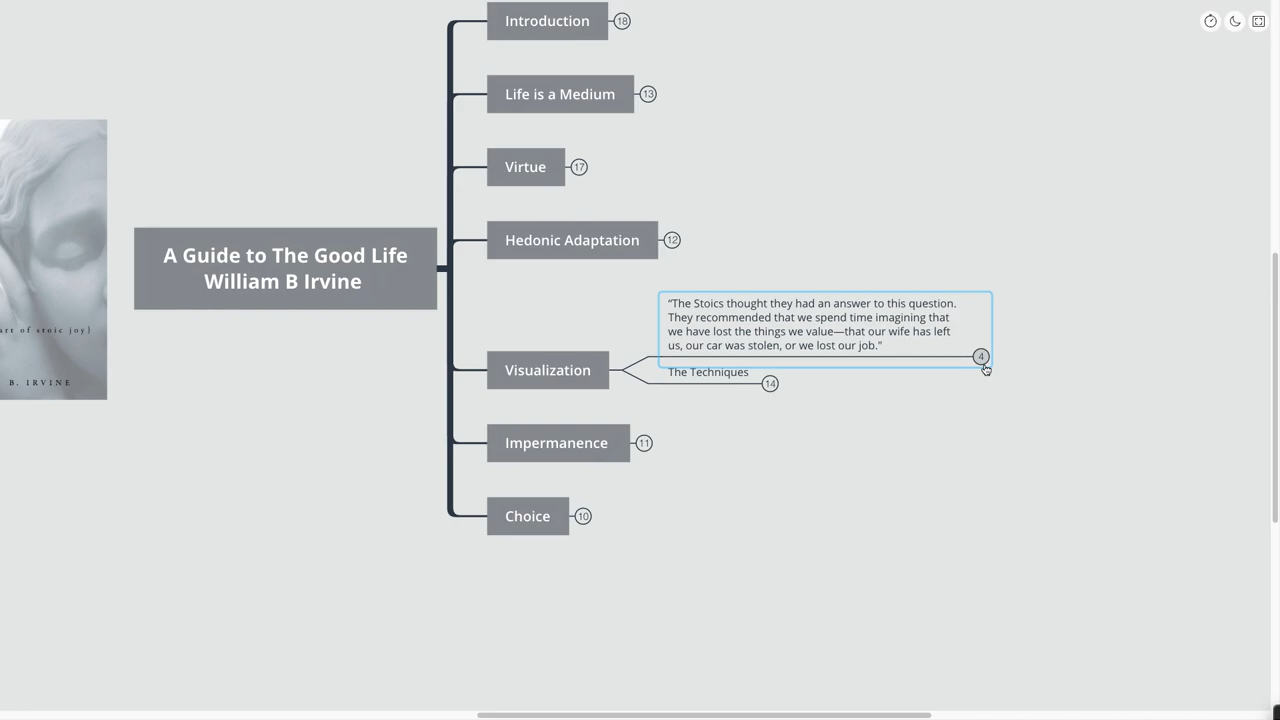 Introduction 18
Life is a Medium 13
Virtue 17
art of stoic joy}
B. IRVINE
A Guide to The Good Life
William B Irvine
Hedonic Adaptation 12
"The Stoics thought they had an answer to this question.
They recommended that we spend time imagining that
we have lost the things we value—that our wife has left
us, our car was stolen, or we lost our job."
4
Visualization
The Techniques
14
Impermanence 11
Choice 10